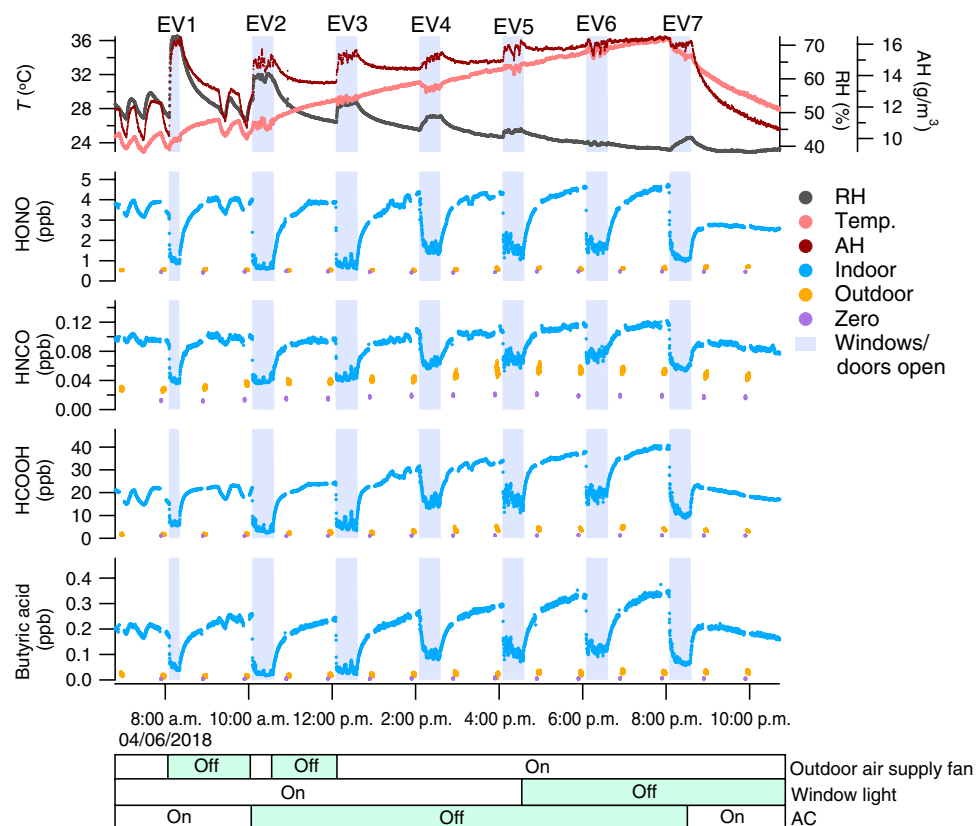 EV1 EV2 EV3 EV4 EV5 EV6 EV7
T (°C)
36
32
28
24
70
60
50
40
RH (%)
16
14
12
10
AH (g/m3)
HONO (ppb)
5
4
3
2
1
0
HNCO (ppb)
0.12
0.08
0.04
0.00
HCOOH (ppb)
40
30
20
10
0
Butyric acid (ppb)
0.4
0.3
0.2
0.1
0.0
RH
Temp.
AH
Indoor
Outdoor
Zero
Windows/
doors open
8:00 a.m. 10:00 a.m. 12:00 p.m. 2:00 p.m. 4:00 p.m. 6:00 p.m. 8:00 p.m. 10:00 p.m.
04/06/2018
Off Off On Outdoor air supply fan
On Off Window light
On Off On AC